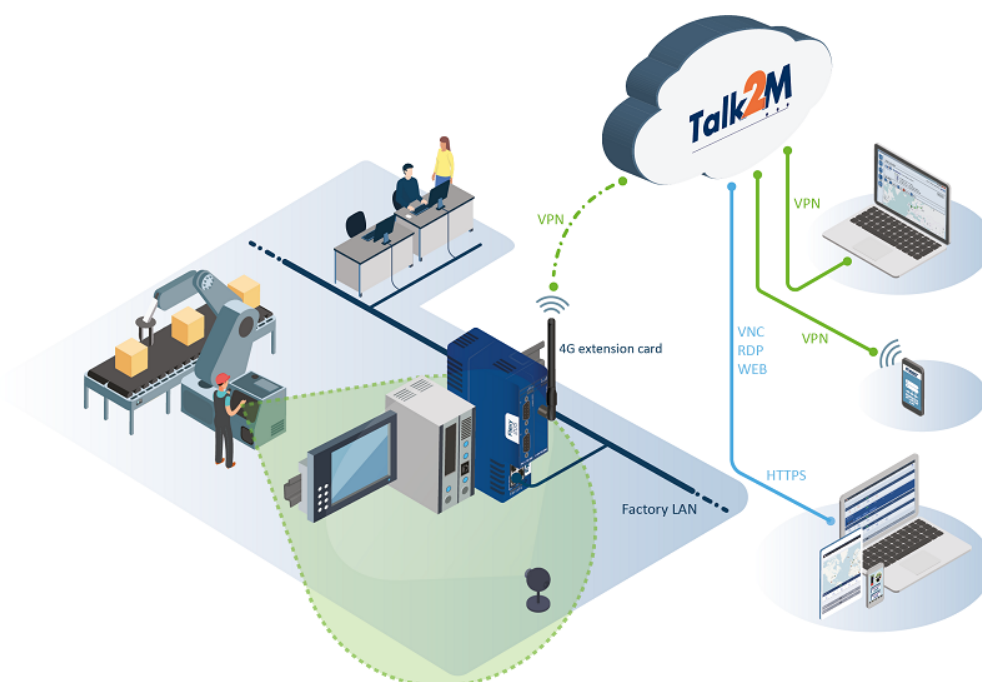 Talk2M
VPN
VPN
4G extension card
VNC
RDP
WEB
VPN
HTTPS
Factory LAN